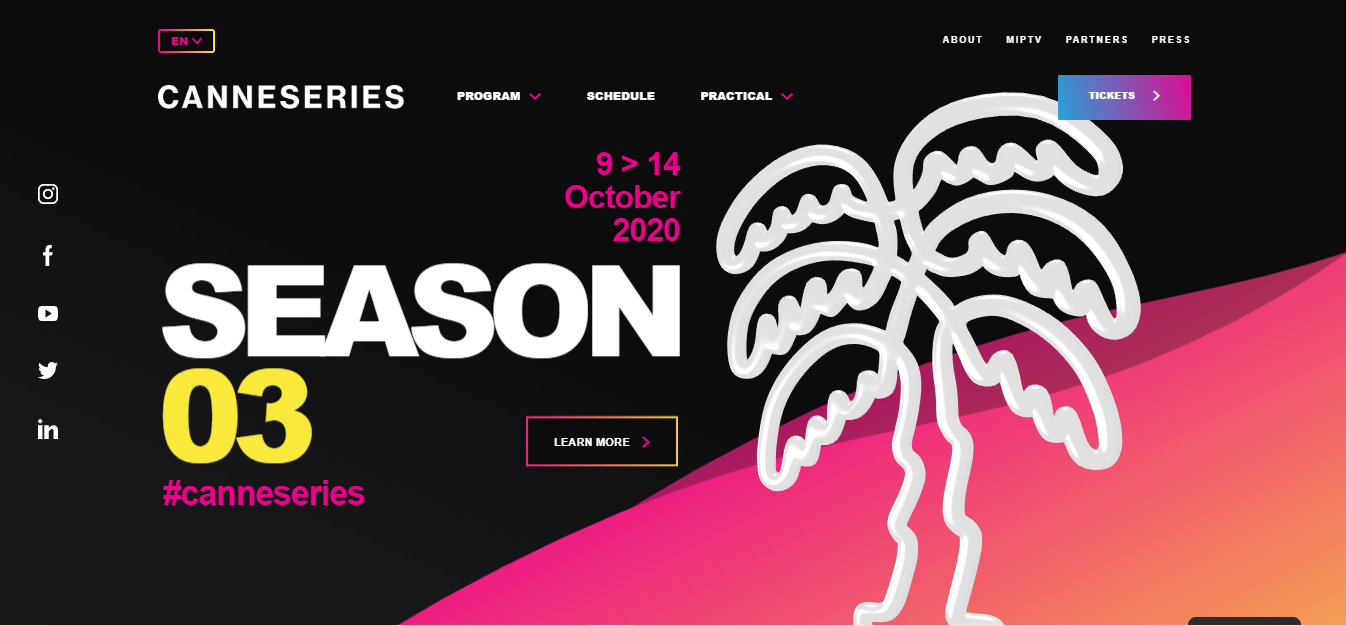 EN
ABOUT MIPTV PARTNERS PRESS
CANNESERIES PROGRAM SCHEDULE PRACTICAL TICKETS
9 > 14
October
2020
SEASON
03
LEARN MORE
#canneseries